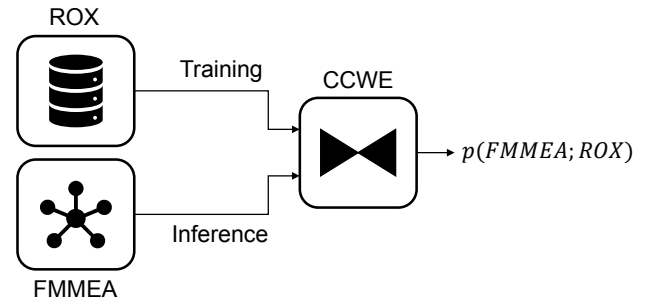 ROX
Training
CCWE
p(FMMEA; ROX)
Inference
FMMEA